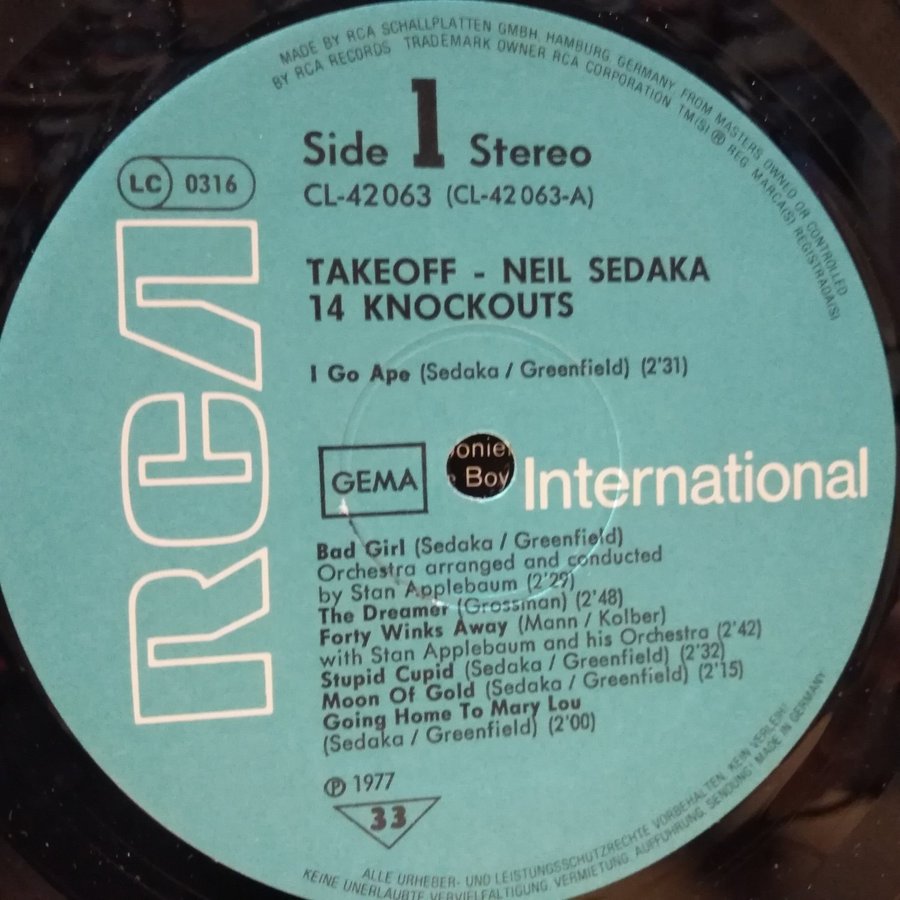 MADE BY RCA SCHALLPLATTEN GMBH, HAMBURG, GERMANY, FROM MASTERS OWNED OR CONTROLLED
BY RCA RECORDS TRADEMARK OWNER RCA CORPORATION TM(S) ® REG. MARCA(S) REGISTRADA(S)
Side 1 Stereo
LC 0316
CL-42063 (CL-42063-A)
RCA
TAKEOFF - NEIL SEDAKA
14 KNOCKOUTS
I Go Ape (Sedaka / Greenfield) (2'31)
GEMA
onie
Boy
International
Bad Girl (Sedaka / Greenfield)
Orchestra arranged and conducted
by Stan Applebaum (2'29)
The Dreamer (Grossman) (2'48)
Forty Winks Away (Mann / Kolber)
with Stan Applebaum and his Orchestra (2'42)
Stupid Cupid (Sedaka / Greenfield) (2'32)
Moon Of Gold (Sedaka / Greenfield) (2'15)
Going Home To Mary Lou
(Sedaka / Greenfield) (2'00)
℗ 1977
33
ALLE URHEBER- UND LEISTUNGSSCHUTZRECHTE VORBEHALTEN. KEIN VERLEIH!
KEINE UNERLAUBTE VERVIELFÄLTIGUNG, VERMIETUNG, AUFFÜHRUNG, SENDUNG! MADE IN GERMANY